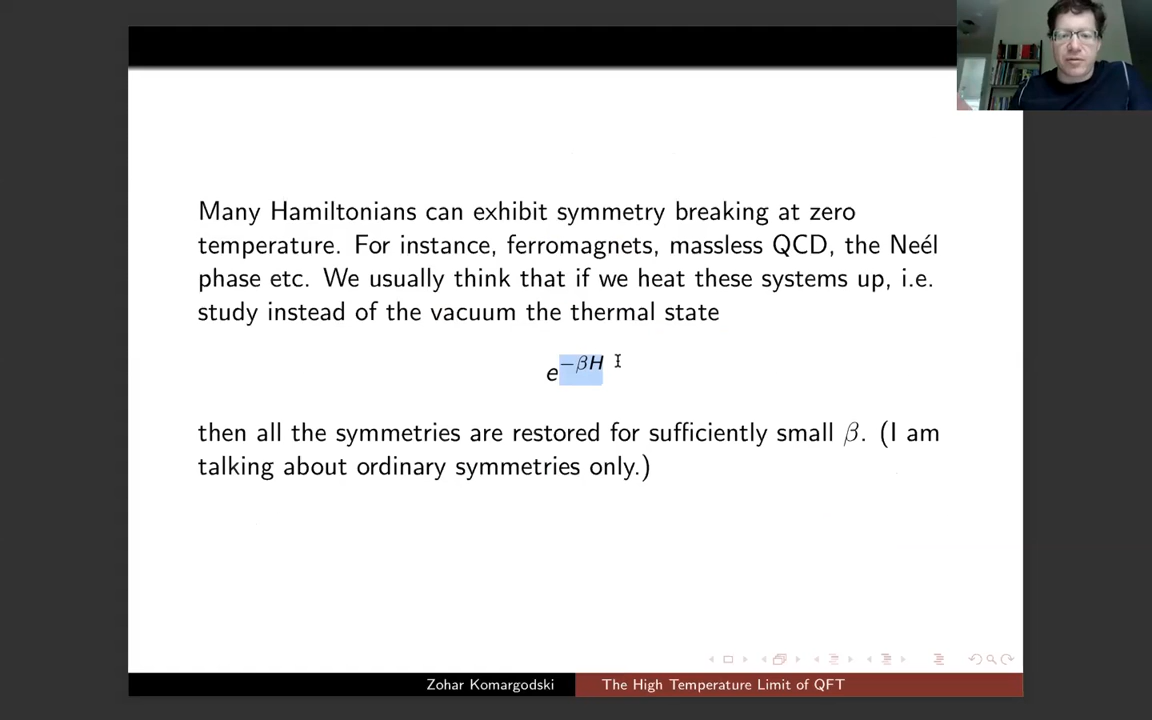 Many Hamiltonians can exhibit symmetry breaking at zero
temperature. For instance, ferromagnets, massless QCD, the Neél
phase etc. We usually think that if we heat these systems up, i.e.
study instead of the vacuum the thermal state
e^{−βH}
then all the symmetries are restored for sufficiently small β. (I am
talking about ordinary symmetries only.)
Zohar Komargodski
The High Temperature Limit of QFT